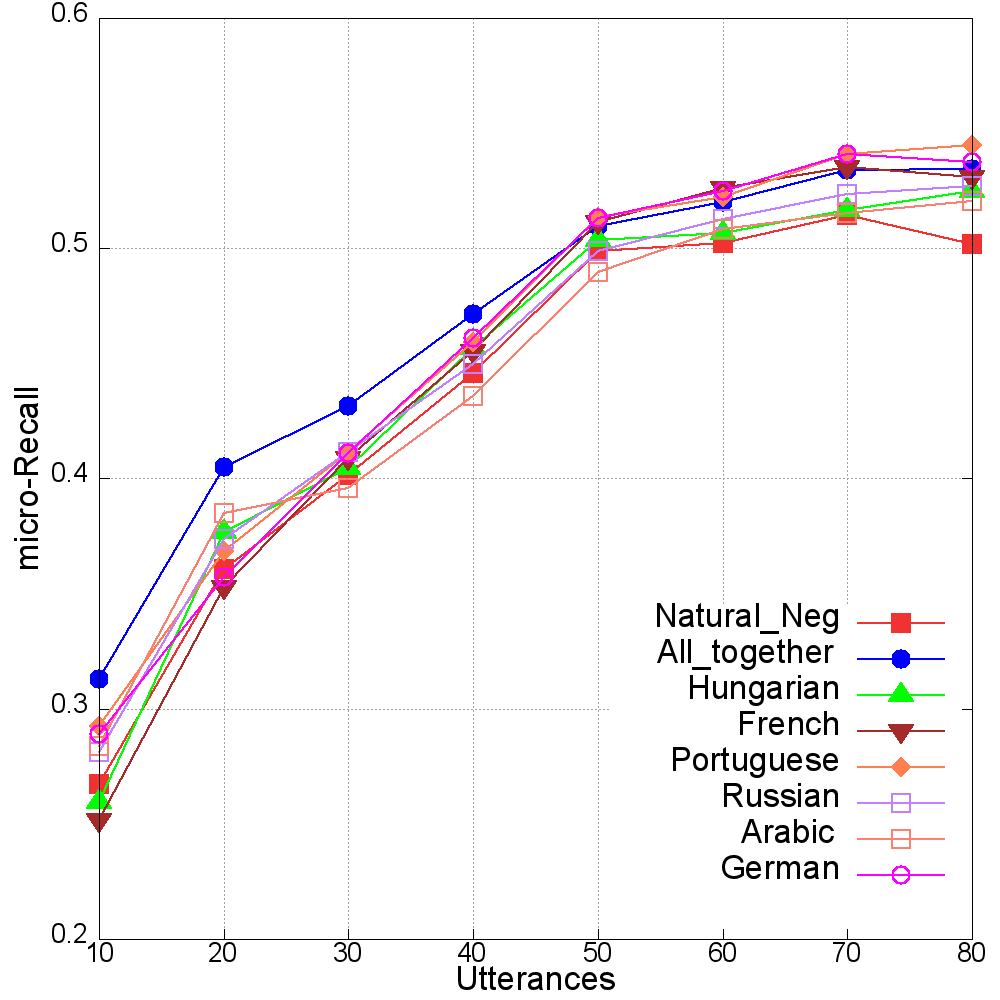 0.6
0.5
0.4
0.3
0.2
micro-Recall
Natural_Neg
All_together
Hungarian
French
Portuguese
Russian
Arabic
German
10 20 30 40 50 60 70 80
Utterances